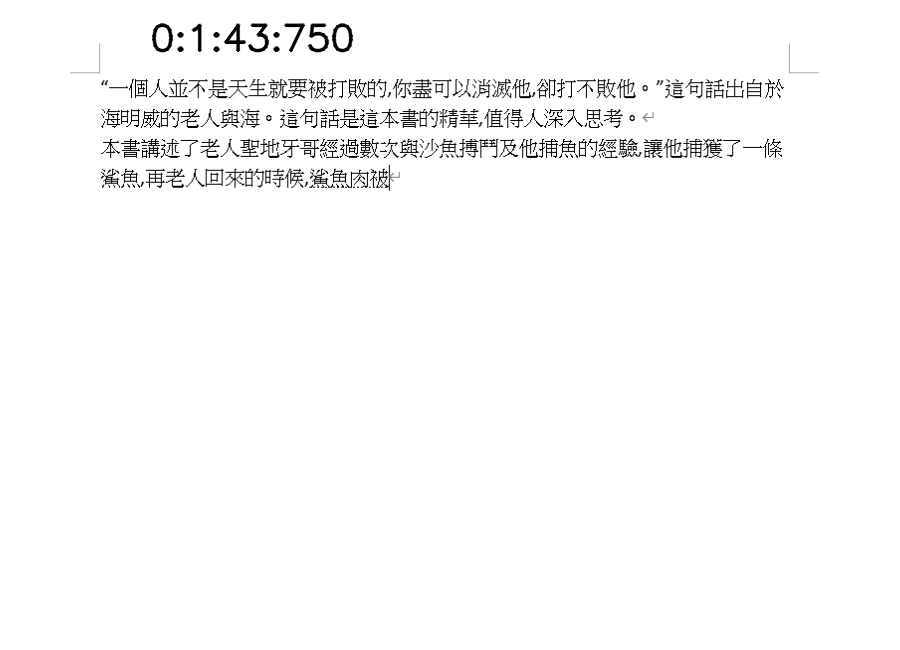 0:1:43:750
“一個人並不是天生就要被打敗的,你盡可以消滅他,卻打不敗他。”這句話出自於
海明威的老人與海。這句話是這本書的精華,值得人深入思考。
本書講述了老人聖地牙哥經過數次與沙魚搏鬥及他捕魚的經驗,讓他捕獲了一條
鯊魚,再老人回來的時候,鯊魚肉被